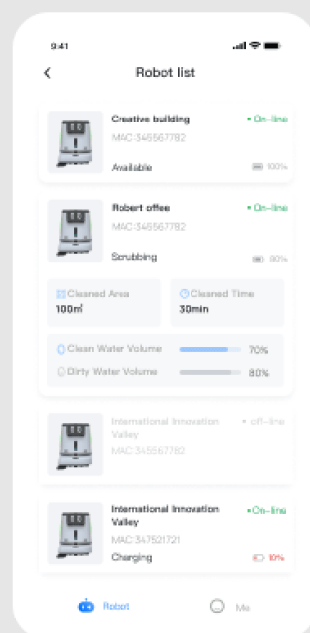 9:41
Robot list
Creative building
• On-line
MAC:345567782
Available
100%
Robert offee
• On-line
MAC:345567782
Scrubbing
80%
Cleaned Area
100㎡
Cleaned Time
30min
Clean Water Volume
70%
Dirty Water Volume
80%
International Innovation
• off-line
Valley
MAC:345567782
International Innovation
• On-line
Valley
MAC:347521721
Charging
10%
Robot
Me